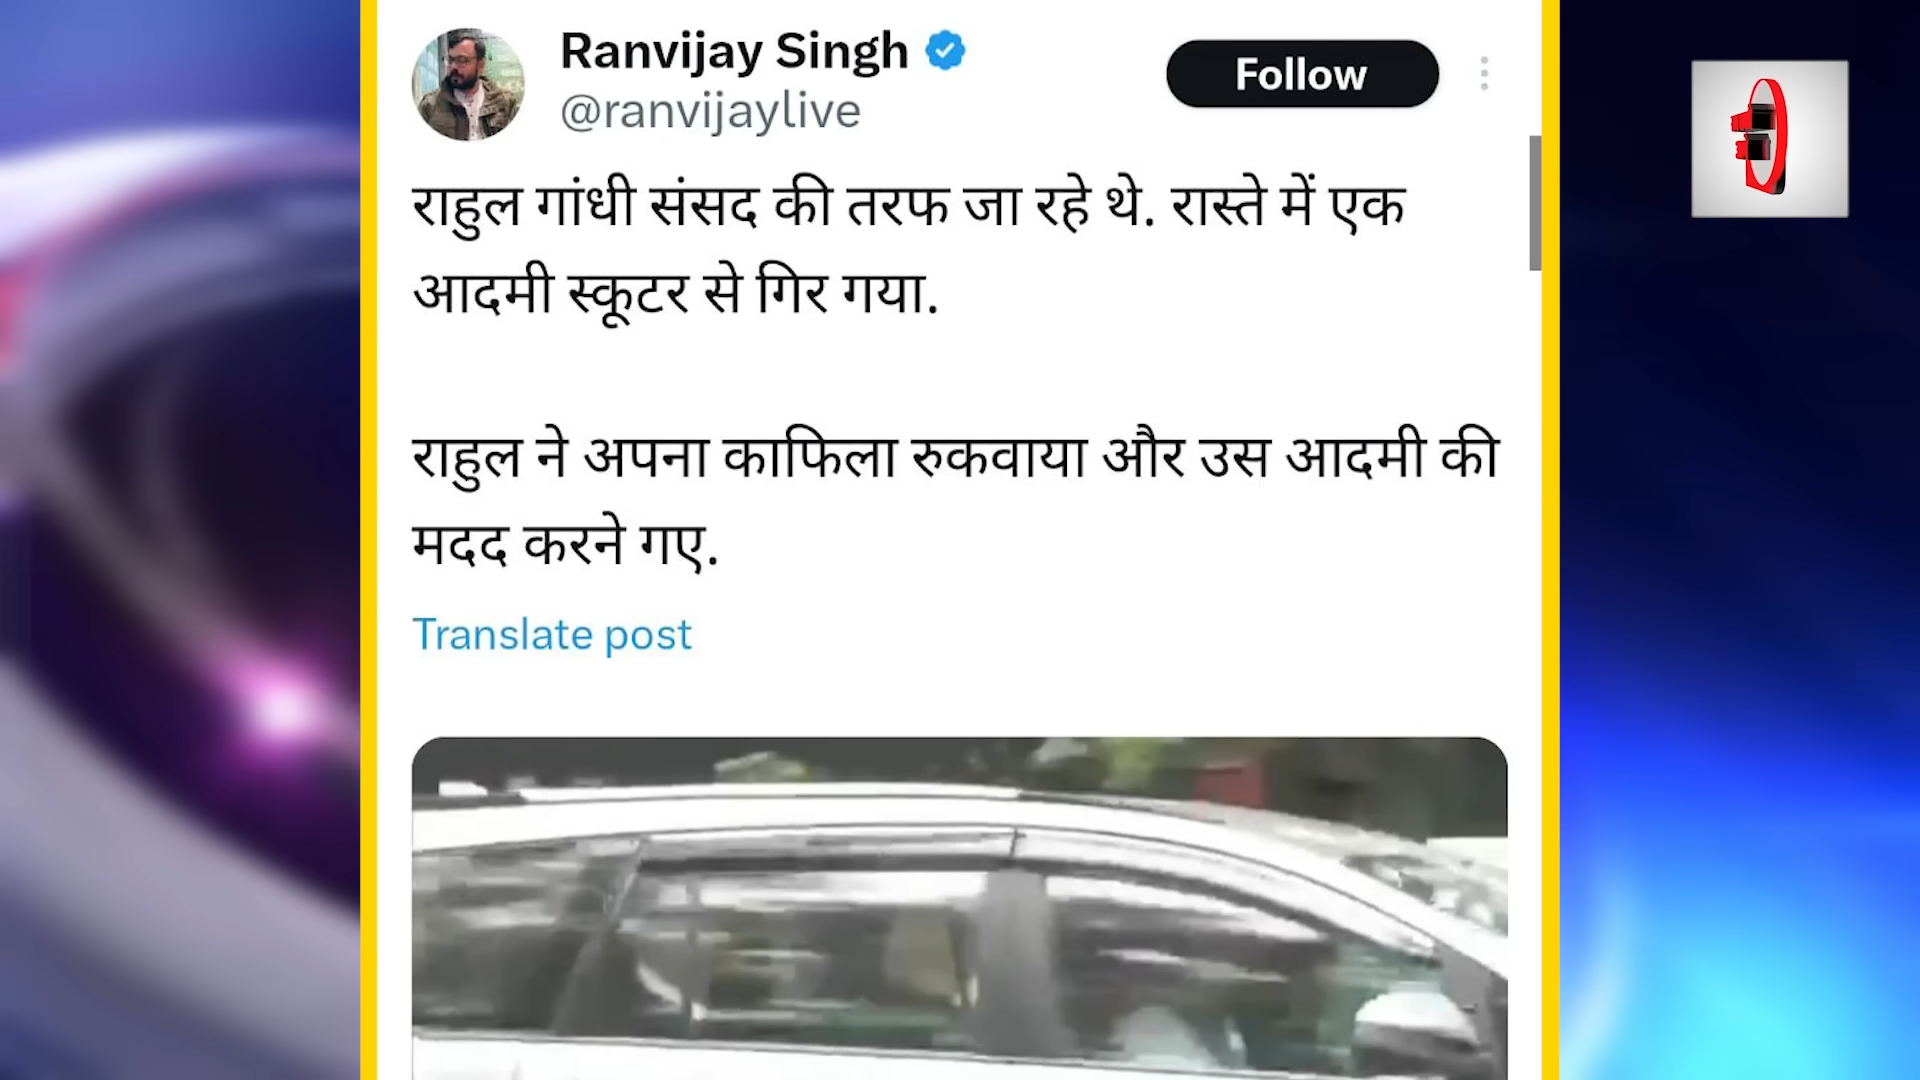 Ranvijay Singh
@ranvijaylive
Follow
राहुल गांधी संसद की तरफ जा रहे थे. रास्ते में एक
आदमी स्कूटर से गिर गया.
राहुल ने अपना काफिला रुकवाया और उस आदमी की
मदद करने गए.
Translate post